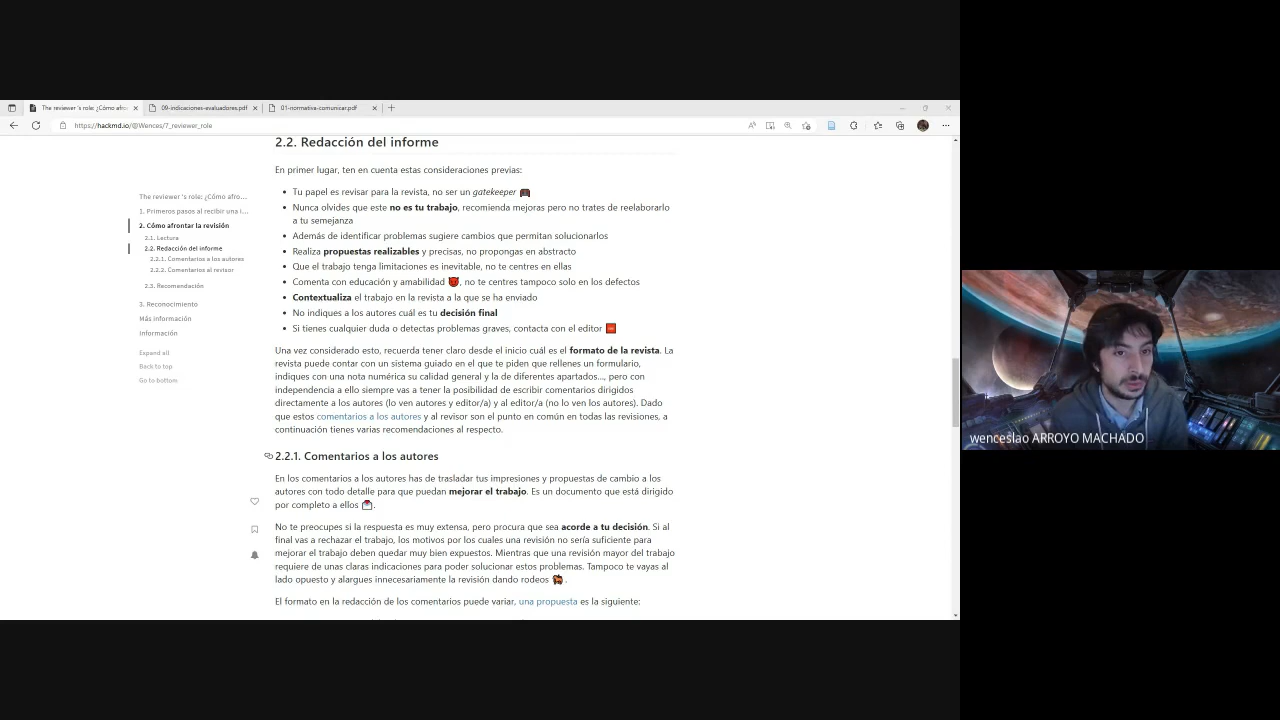 The reviewer 's role: ¿Cómo afro
09-indicaciones-evaluadores.pdf
01-normativa-comunicar.pdf
https://hackmd.io/@Wences/7_reviewer_role
2.2. Redacción del informe
En primer lugar, ten en cuenta estas consideraciones previas:
Tu papel es revisar para la revista, no ser un gatekeeper
Nunca olvides que este no es tu trabajo, recomienda mejoras pero no trates de reelaborarlo
a tu semejanza
Además de identificar problemas sugiere cambios que permitan solucionarlos
Realiza propuestas realizables y precisas, no propongas en abstracto
Que el trabajo tenga limitaciones es inevitable, no te centres en ellas
Comenta con educación y amabilidad , no te centres tampoco solo en los defectos
Contextualiza el trabajo en la revista a la que se ha enviado
No indiques a los autores cuál es tu decisión final
Si tienes cualquier duda o detectas problemas graves, contacta con el editor
Una vez considerado esto, recuerda tener claro desde el inicio cuál es el formato de la revista. La
revista puede contar con un sistema guiado en el que te piden que rellenes un formulario,
indiques con una nota numérica su calidad general y la de diferentes apartados..., pero con
independencia a ello siempre vas a tener la posibilidad de escribir comentarios dirigidos
directamente a los autores (lo ven autores y editor/a) y al editor/a (no lo ven los autores). Dado
que estos comentarios a los autores y al revisor son el punto en común en todas las revisiones, a
continuación tienes varias recomendaciones al respecto.
2.2.1. Comentarios a los autores
En los comentarios a los autores has de trasladar tus impresiones y propuestas de cambio a los
autores con todo detalle para que puedan mejorar el trabajo. Es un documento que está dirigido
por completo a ellos .
No te preocupes si la respuesta es muy extensa, pero procura que sea acorde a tu decisión. Si al
final vas a rechazar el trabajo, los motivos por los cuales una revisión no sería suficiente para
mejorar el trabajo deben quedar muy bien expuestos. Mientras que una revisión mayor del trabajo
requiere de unas claras indicaciones para poder solucionar estos problemas. Tampoco te vayas al
lado opuesto y alargues innecesariamente la revisión dando rodeos .
El formato en la redacción de los comentarios puede variar, una propuesta es la siguiente:
The reviewer 's role: ¿Cómo afro...
1. Primeros pasos al recibir una i...
2. Cómo afrontar la revisión
2.1. Lectura
2.2. Redacción del informe
2.2.1. Comentarios a los autores
2.2.2. Comentarios al revisor
2.3. Recomendación
3. Reconocimiento
Más información
Información
Expand all
Back to top
Go to bottom
wenceslao ARROYO MACHADO